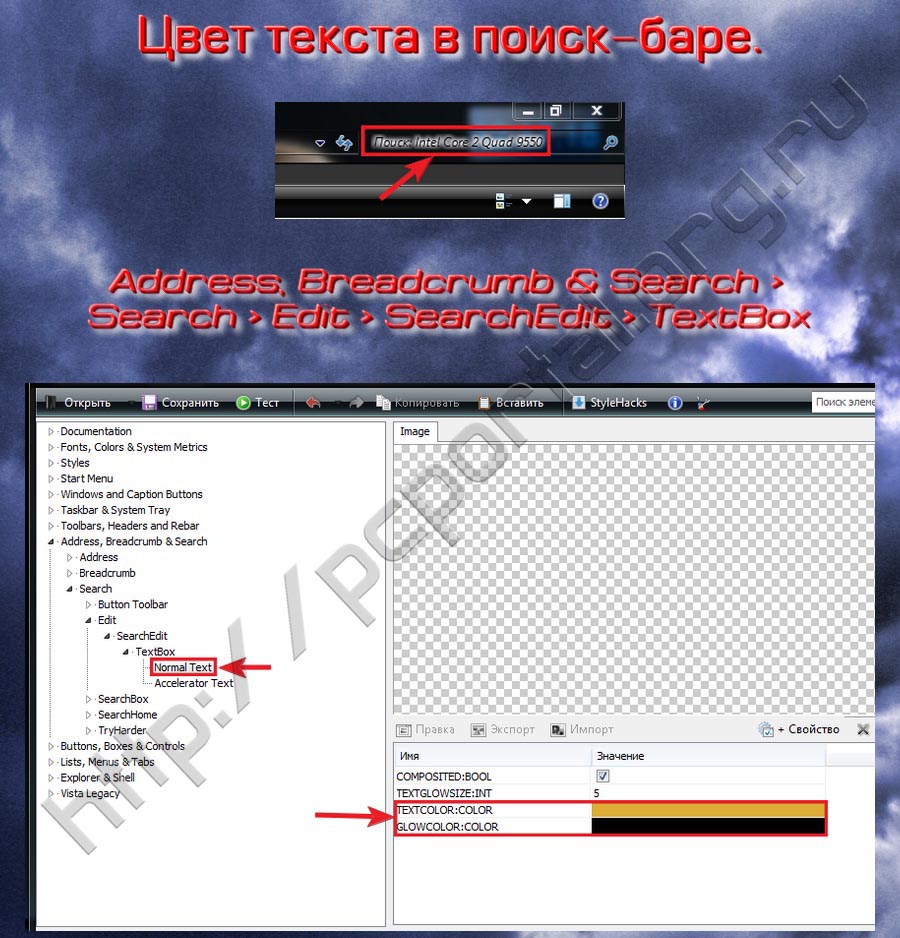 Цвет текста в поиск-баре.
Поиск: Intel Core 2 Quad 9550
Address, Breadcrumb & Search >
Search > Edit > SearchEdit > TextBox
Открыть Сохранить Тест Копировать Вставить StyleHacks Поиск элеме
Documentation
Fonts, Colors & System Metrics
Styles
Start Menu
Windows and Caption Buttons
Taskbar & System Tray
Toolbars, Headers and Rebar
Address, Breadcrumb & Search
Address
Breadcrumb
Search
Button Toolbar
Edit
SearchEdit
TextBox
Normal Text
Accelerator Text
SearchBox
SearchHome
TryHarder
Buttons, Boxes & Controls
Lists, Menus & Tabs
Explorer & Shell
Vista Legacy
Image
Правка Экспорт Импорт + Свойство
Имя Значение
COMPOSITED:BOOL
TEXTGLOWSIZE:INT 5
TEXTCOLOR:COLOR
GLOWCOLOR:COLOR
http://pcportal.org.ru